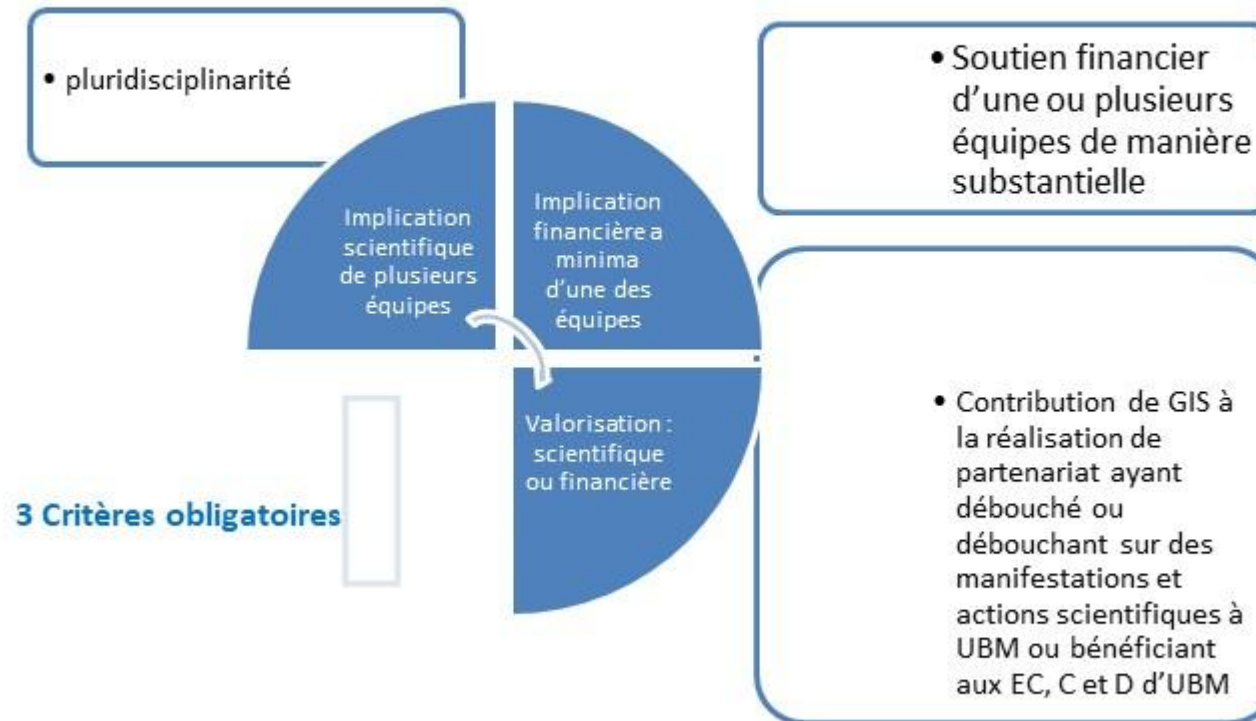 • pluridisciplinarité
• Soutien financier
d'une ou plusieurs
équipes de manière
substantielle
Implication
scientifique
de plusieurs
équipes
Implication
financière a
minima
d'une des
équipes
Valorisation :
scientifique
ou financière
3 Critères obligatoires
• Contribution de GIS à
la réalisation de
partenariat ayant
débouché ou
débouchant sur des
manifestations et
actions scientifiques à
UBM ou bénéficiant
aux EC, C et D d'UBM